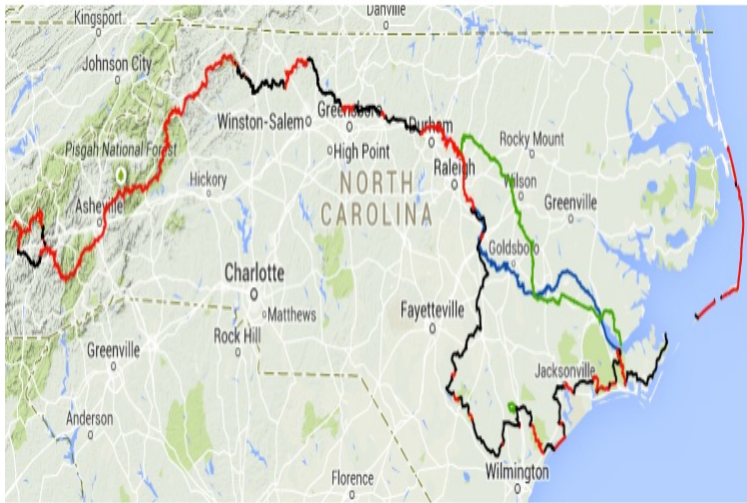 Kingsport
Danville
Johnson City
Greensboro
Durham
Winston-Salem
Rocky Mount
Pisgah National Forest
High Point
Raleigh
Wilson
Hickory
NORTH
CAROLINA
Greenville
Asheville
Goldsboro
Charlotte
Fayetteville
Matthews
Rock Hill
Greenville
Jacksonville
Anderson
Florence
Wilmington